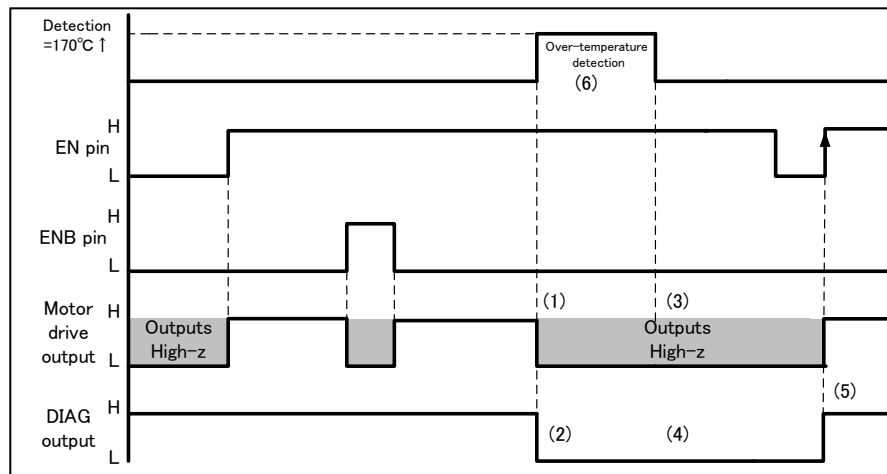 Detection
=170℃↑
Over-temperature
detection
(6)
H
EN pin
L
H
ENB pin
L
(1)
(3)
H
Motor
drive
output
L
Outputs
High-z
Outputs
High-z
(5)
H
DIAG
output
L
(2)
(4)